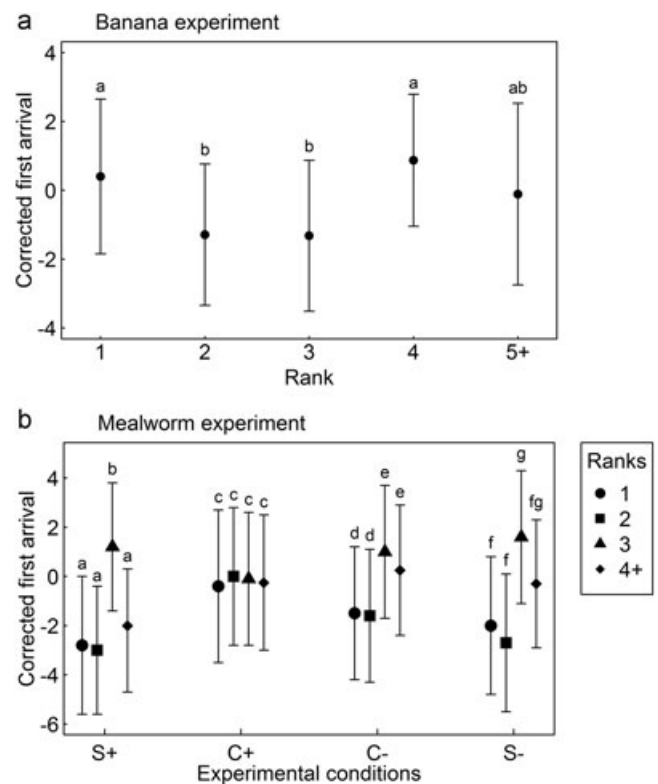 a Banana experiment
Corrected first arrival
4
2
0
-2
-4
a b b a ab
1 2 3 4 5+
Rank
b Mealworm experiment
Corrected first arrival
4
2
0
-2
-4
-6
a a b a c c c c d d e e f f g fg
S+ C+ C- S-
Experimental conditions
Ranks
1
2
3
4+